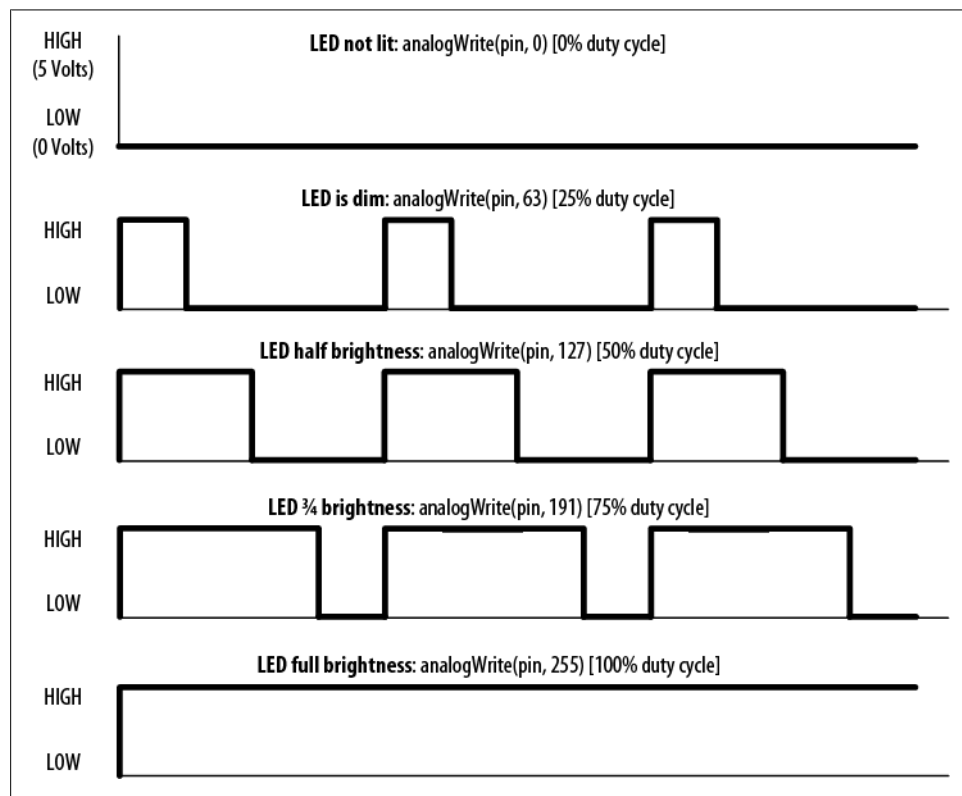 LED not lit: analogWrite(pin, 0) [0% duty cycle]
HIGH
(5 Volts)
LOW
(0 Volts)
LED is dim: analogWrite(pin, 63) [25% duty cycle]
HIGH
LOW
LED half brightness: analogWrite(pin, 127) [50% duty cycle]
HIGH
LOW
LED ¾ brightness: analogWrite(pin, 191) [75% duty cycle]
HIGH
LOW
LED full brightness: analogWrite(pin, 255) [100% duty cycle]
HIGH
LOW